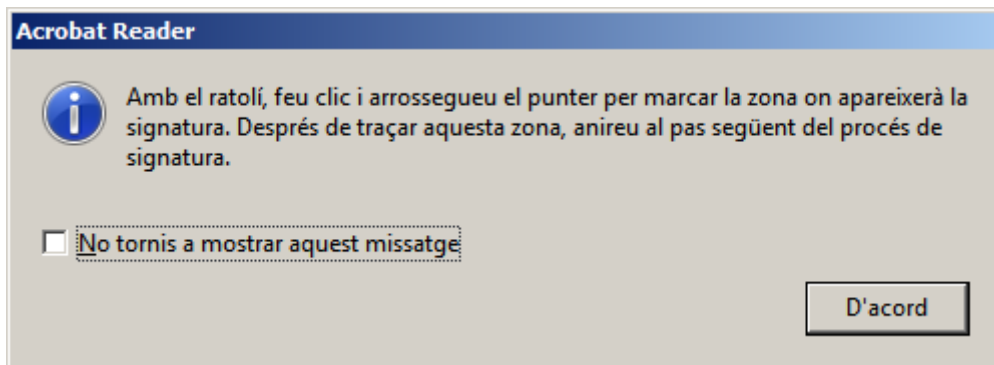 Acrobat Reader
Amb el ratolí, feu clic i arrossegueu el punter per marcar la zona on apareixerà la
signatura. Després de traçar aquesta zona, anireu al pas següent del procés de
signatura.
No tornis a mostrar aquest missatge
D'acord